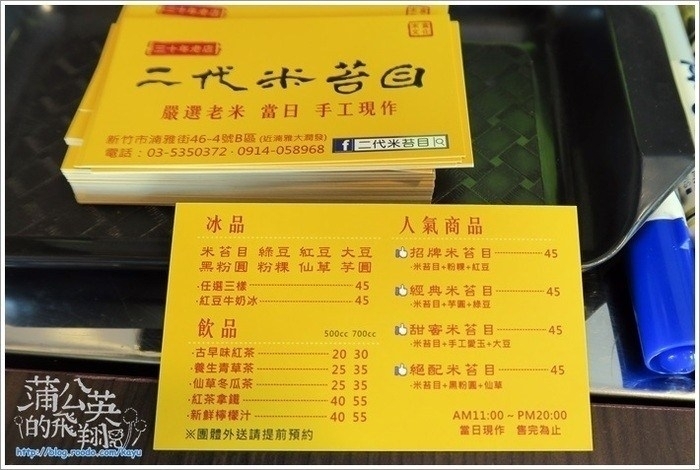 三十年老店
二代米苔目
嚴選老米 當日 手工現作
新竹市湳雅街46-4號B區 (近湳雅大潤發)
電話：03-5350372．0914-058968
f 二代米苔目
冰品
米苔目 綠豆 紅豆 大豆
黑粉圓 粉粿 仙草 芋圓
·任選三樣 45
·紅豆牛奶冰 45
飲品 500cc 700cc
·古早味紅茶 20 30
·養生青草茶 25 35
·仙草冬瓜茶 25 35
·紅茶拿鐵 40 55
·新鮮檸檬汁 40 55
※團體外送請提前預約
人氣商品
招牌米苔目 45
·米苔目+粉粿+紅豆
經典米苔目 45
·米苔目+芋圓+綠豆
甜蜜米苔目 45
·米苔目+手工愛玉+大豆
絕配米苔目 45
·米苔目+黑粉圓+仙草
AM11:00 ~ PM20:00
當日現作 售完為止
蒲公英
的飛翔
http://blog.roodo.com/kayu